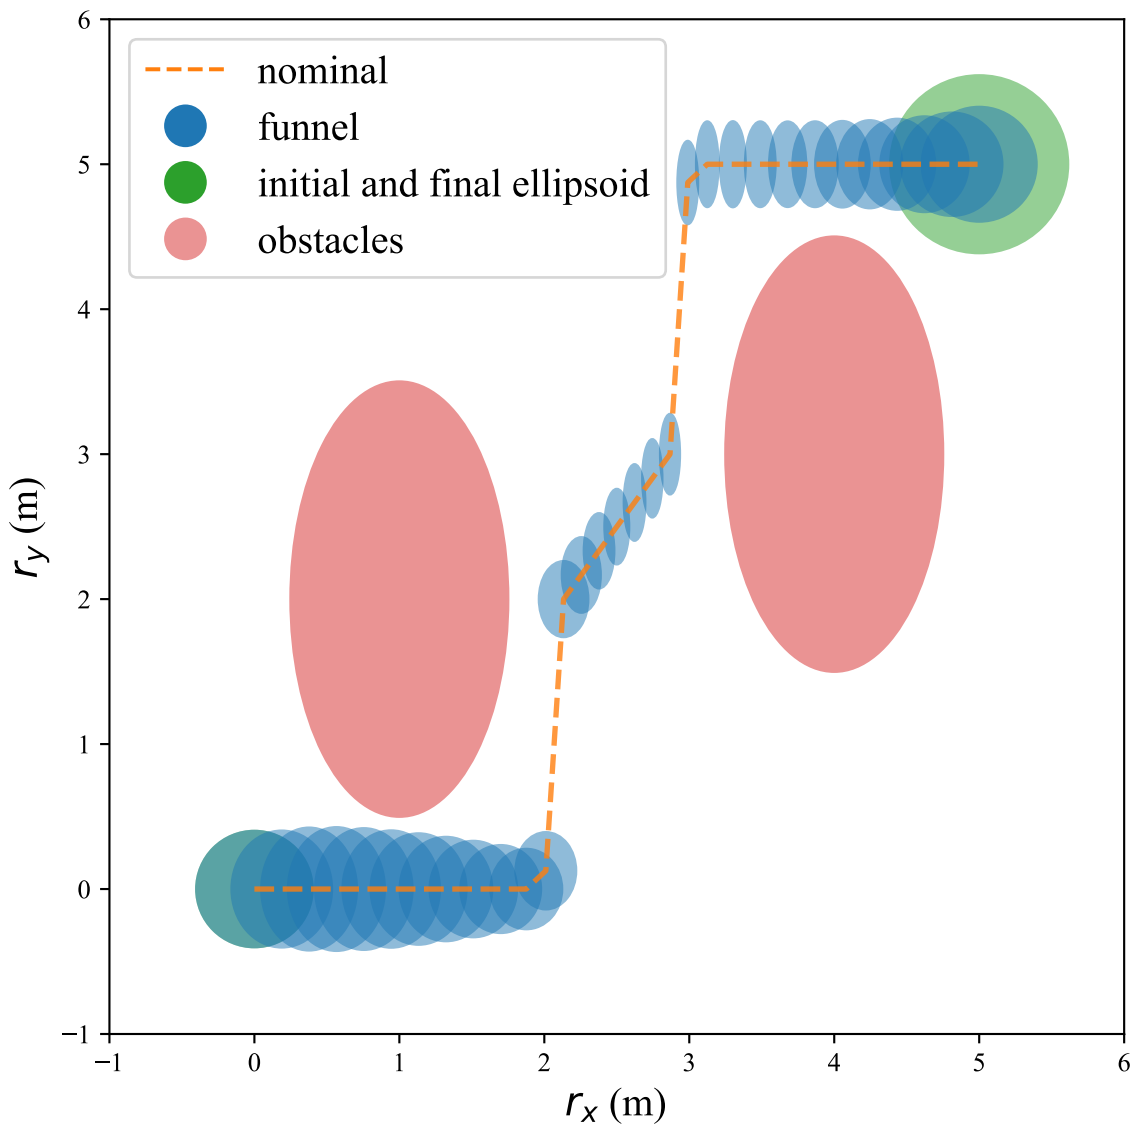 6
5
4
3
2
1
0
−1
r_y (m)
nominal
funnel
initial and final ellipsoid
obstacles
−1 0 1 2 3 4 5 6
r_x (m)